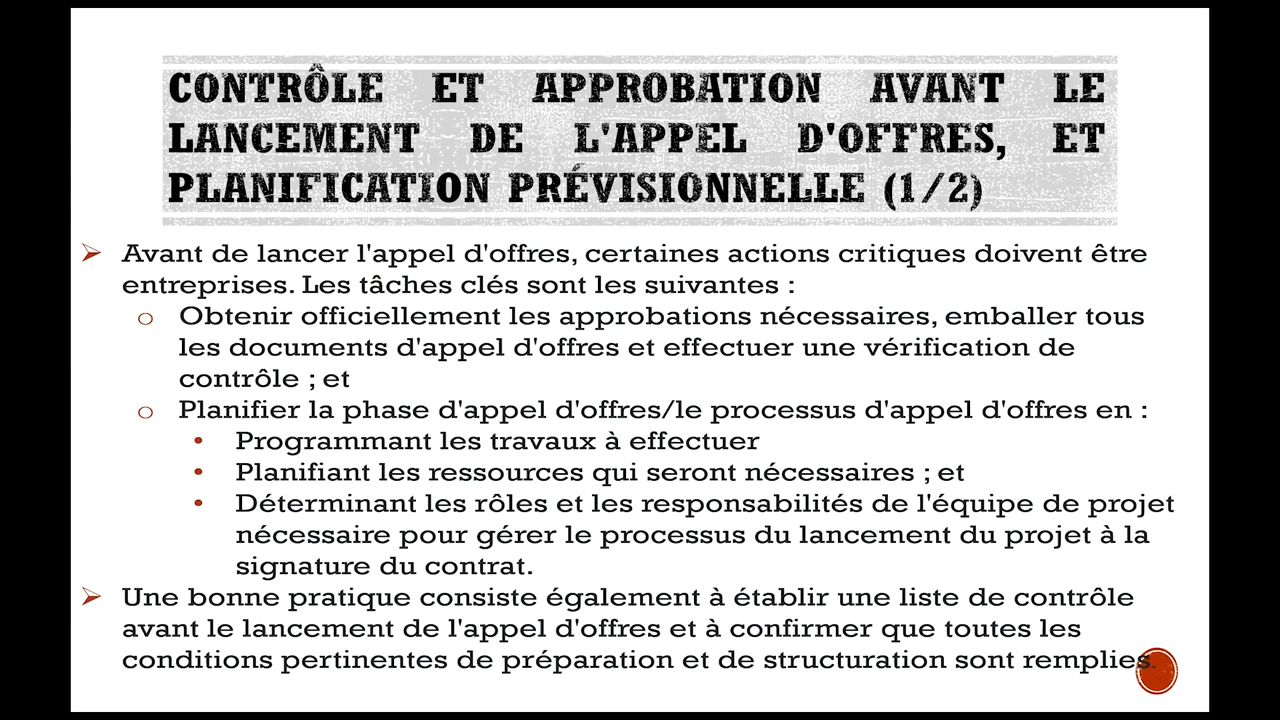 CONTRÔLE ET APPROBATION AVANT LE
LANCEMENT DE L'APPEL D'OFFRES, ET
PLANIFICATION PRÉVISIONNELLE (1/2)
Avant de lancer l'appel d'offres, certaines actions critiques doivent être
entreprises. Les tâches clés sont les suivantes :
Obtenir officiellement les approbations nécessaires, emballer tous
les documents d'appel d'offres et effectuer une vérification de
contrôle ; et
Planifier la phase d'appel d'offres/le processus d'appel d'offres en :
Programmant les travaux à effectuer
Planifiant les ressources qui seront nécessaires ; et
Déterminant les rôles et les responsabilités de l'équipe de projet
nécessaire pour gérer le processus du lancement du projet à la
signature du contrat.
Une bonne pratique consiste également à établir une liste de contrôle
avant le lancement de l'appel d'offres et à confirmer que toutes les
conditions pertinentes de préparation et de structuration sont remplies.